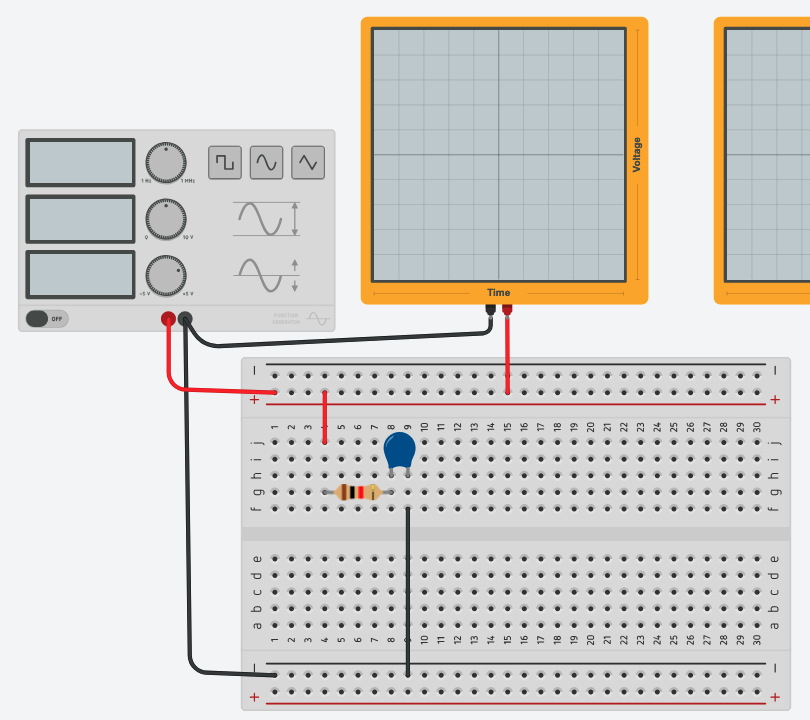 Voltage
1 Hz 1 MHz
0 10 V
-5 V +5 V
Time
OFF
FUNCTION
GENERATOR
− −
+ +
1 2 3 4 5 6 7 8 9 10 11 12 13 14 15 16 17 18 19 20 21 22 23 24 25 26 27 28 29 30
j j
i i
h h
g g
f f
e e
d d
c c
b b
a a
1 2 3 4 5 6 7 8 9 10 11 12 13 14 15 16 17 18 19 20 21 22 23 24 25 26 27 28 29 30
− −
+ +